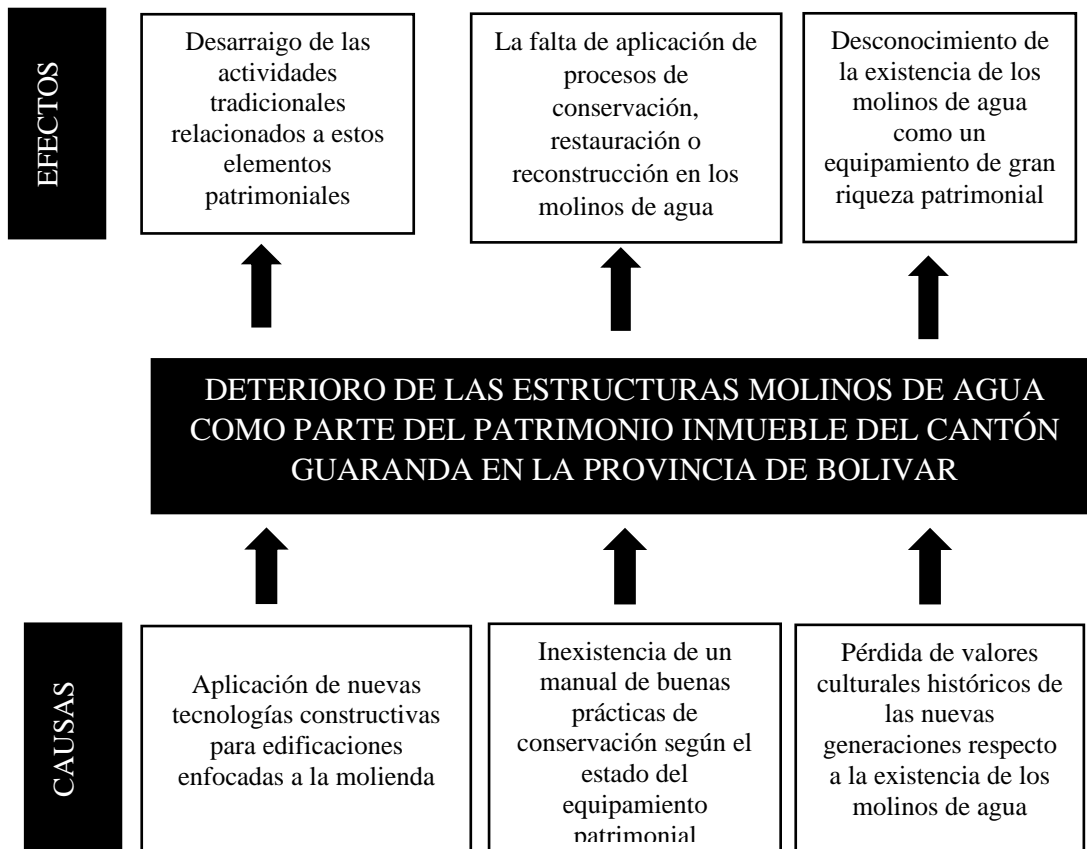 EFECTOS
Desarraigo de las
actividades
tradicionales
relacionados a estos
elementos
patrimoniales
La falta de aplicación de
procesos de
conservación,
restauración o
reconstrucción en los
molinos de agua
Desconocimiento de
la existencia de los
molinos de agua
como un
equipamiento de gran
riqueza patrimonial
DETERIORO DE LAS ESTRUCTURAS MOLINOS DE AGUA
COMO PARTE DEL PATRIMONIO INMUEBLE DEL CANTÓN
GUARANDA EN LA PROVINCIA DE BOLIVAR
CAUSAS
Aplicación de nuevas
tecnologías constructivas
para edificaciones
enfocadas a la molienda
Inexistencia de un
manual de buenas
prácticas de
conservación según el
estado del
equipamiento
patrimonial
Pérdida de valores
culturales históricos de
las nuevas
generaciones respecto
a la existencia de los
molinos de agua